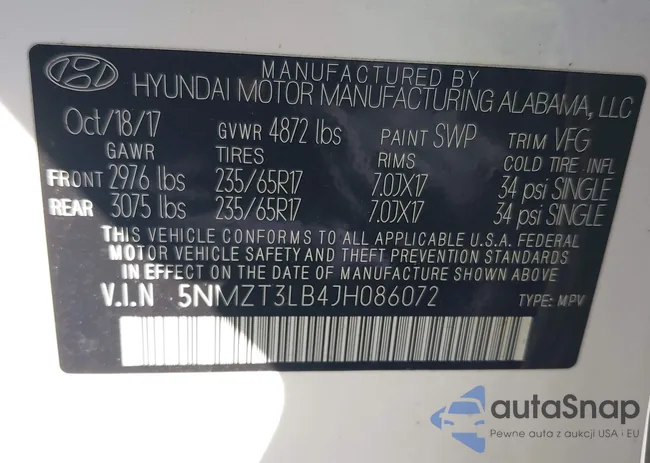 MANUFACTURED BY
HYUNDAI MOTOR MANUFACTURING ALABAMA, LLC
Oct/18/17 GVWR 4872 lbs PAINT SWP TRIM VFG
GAWR TIRES RIMS COLD TIRE INFL
FRONT 2976 lbs 235/65R17 7.0JX17 34 psi SINGLE
REAR 3075 lbs 235/65R17 7.0JX17 34 psi SINGLE
THIS VEHICLE CONFORMS TO ALL APPLICABLE U.S.A. FEDERAL
MOTOR VEHICLE SAFETY AND THEFT PREVENTION STANDARDS
IN EFFECT ON THE DATE OF MANUFACTURE SHOWN ABOVE.
V.I.N 5NMZT3LB4JH086072 TYPE: MPV
autoSnap
Pewne auta z aukcji USA i EU